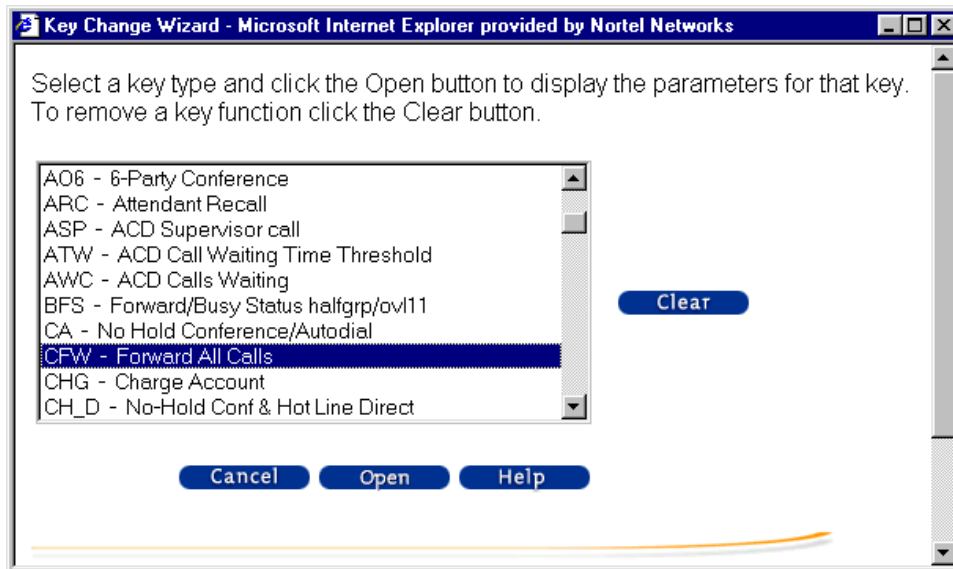 Key Change Wizard - Microsoft Internet Explorer provided by Nortel Networks
Select a key type and click the Open button to display the parameters for that key.
To remove a key function click the Clear button.
AO6 - 6-Party Conference
ARC - Attendant Recall
ASP - ACD Supervisor call
ATW - ACD Call Waiting Time Threshold
AWC - ACD Calls Waiting
BFS - Forward/Busy Status halfgrp/ovl11
CA - No Hold Conference/Autodial
CFW - Forward All Calls
CHG - Charge Account
CH_D - No-Hold Conf & Hot Line Direct
Clear
Cancel
Open
Help